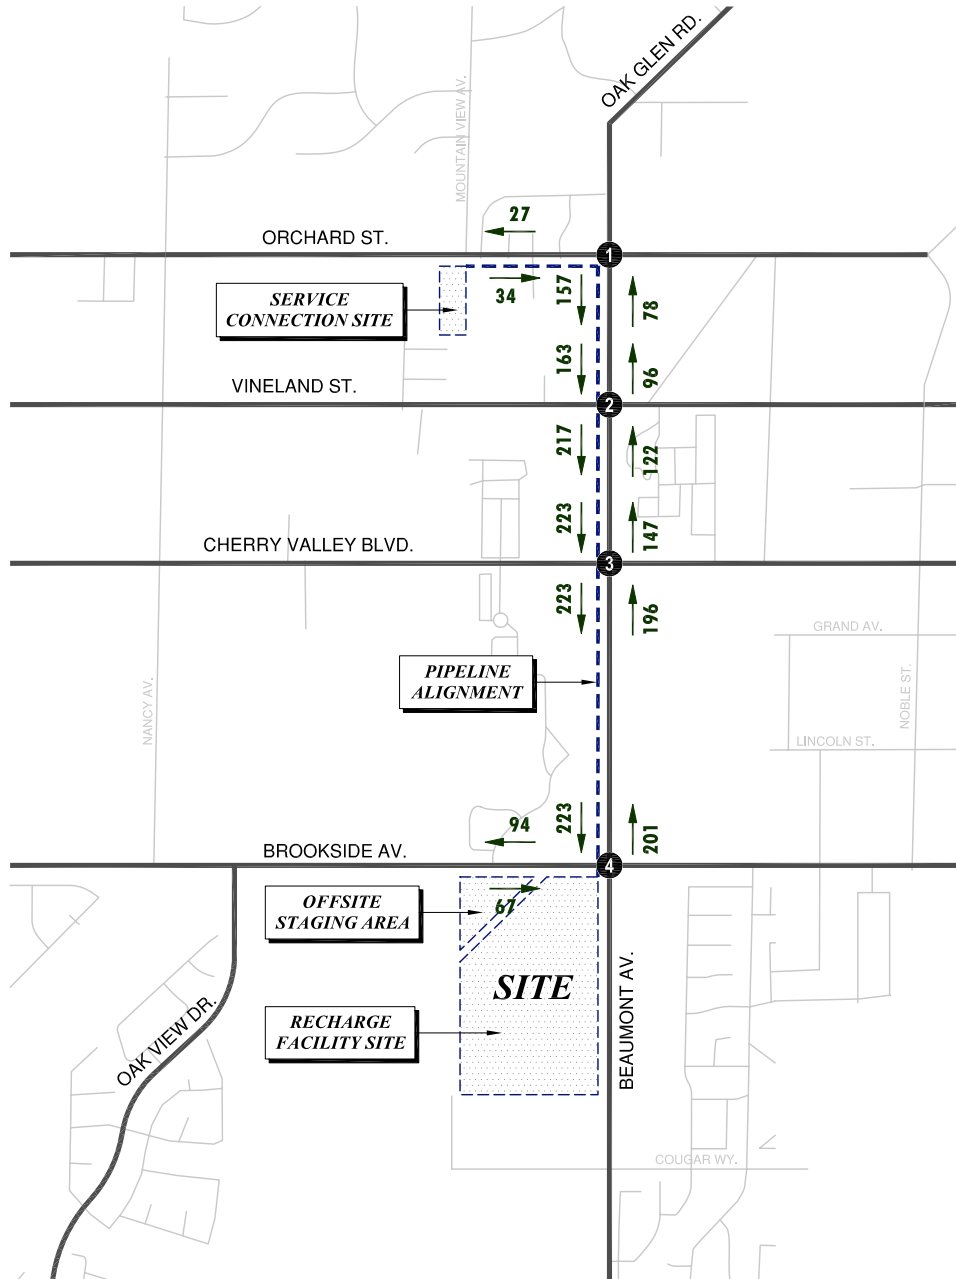 OAK GLEN RD.
MOUNTAIN VIEW AV.
27
ORCHARD ST.
1
34
157
78
SERVICE
CONNECTION SITE
163
96
VINELAND ST.
2
217
122
223
147
CHERRY VALLEY BLVD.
3
223
196
GRAND AV.
PIPELINE
ALIGNMENT
NANCY AV.
NOBLE ST.
LINCOLN ST.
94
223
201
BROOKSIDE AV.
4
OFFSITE
STAGING AREA
67
SITE
RECHARGE
FACILITY SITE
OAK VIEW DR.
BEAUMONT AV.
COUGAR WY.